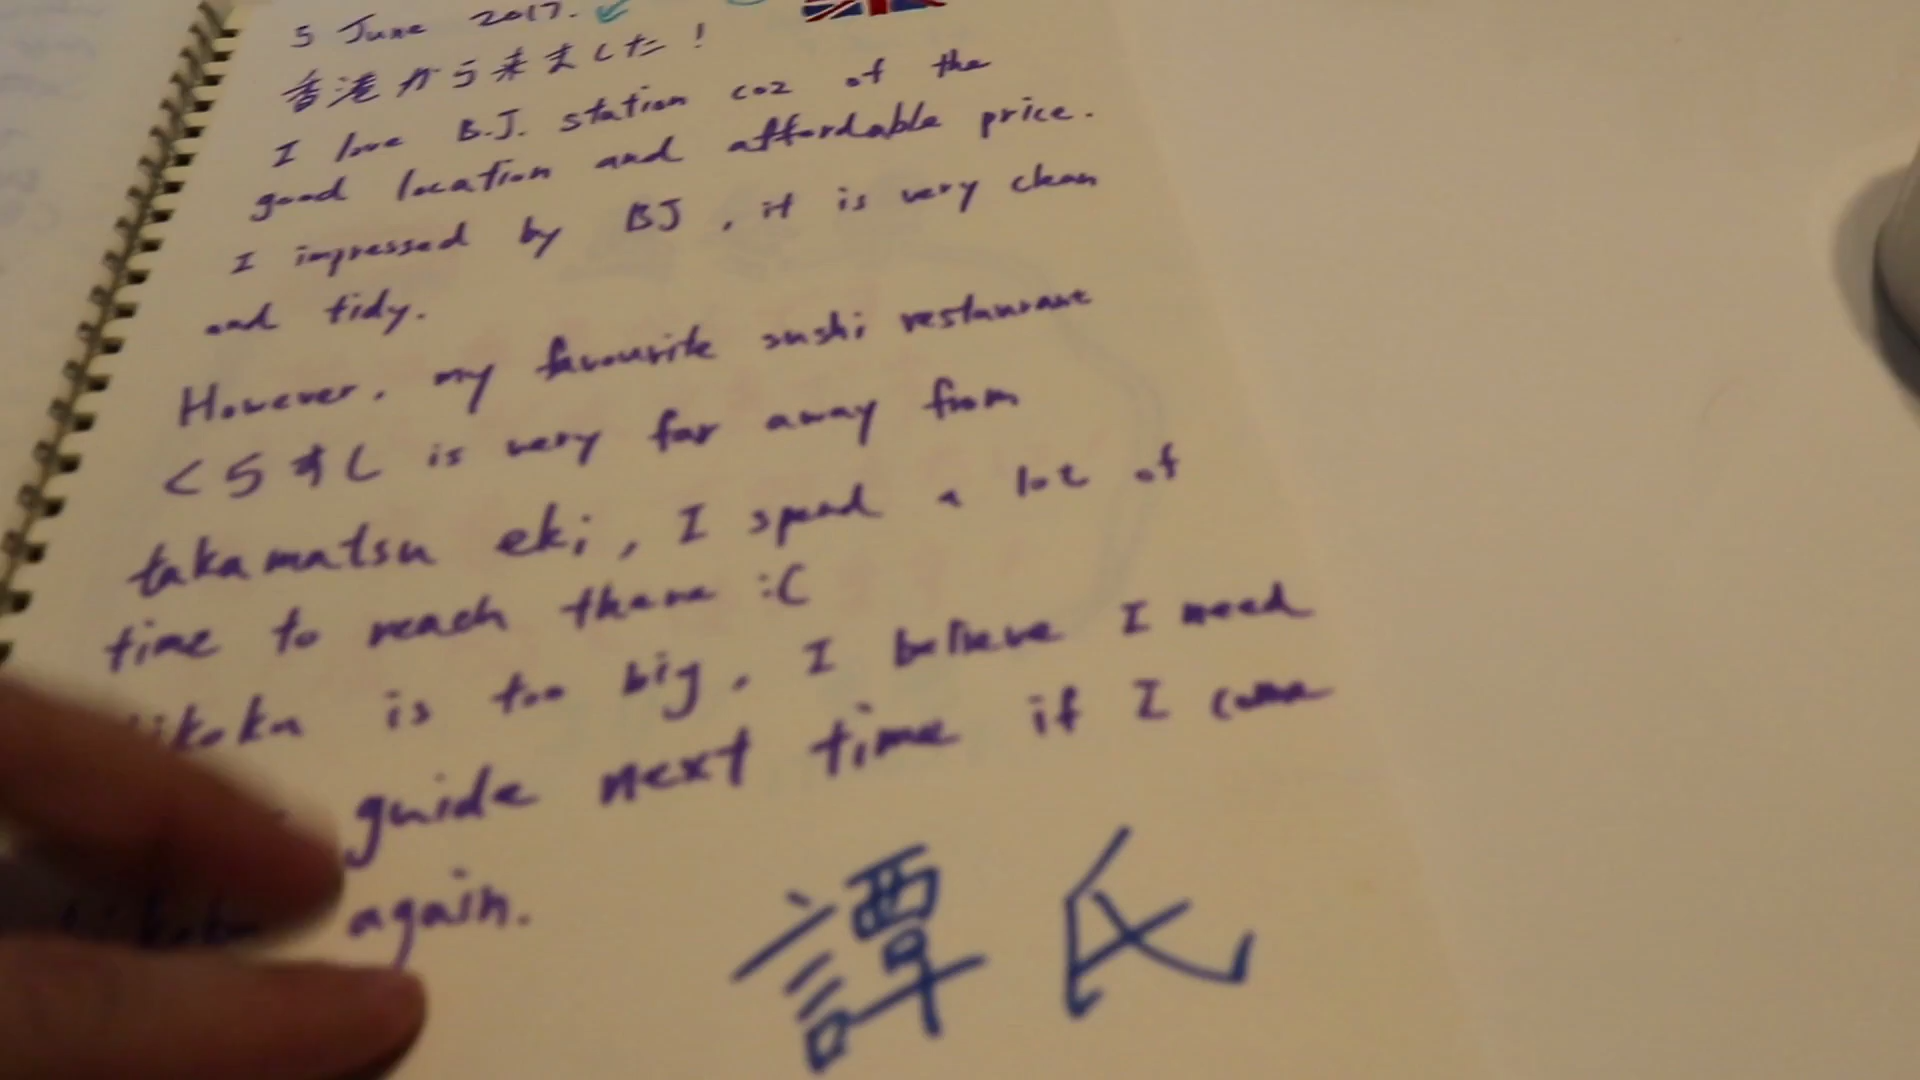 5 June 2017.
香港から来ました!
I love B.J. station coz of the
good location and affordable price.
I impressed by BJ, it is very clean
and tidy.
However, my favourite sushi restaurant
くらすし is very far away from
takamatsu eki, I spend a lot of
time to reach there :(
is too big, I believe I need
guide next time if I come
again.
譚氏